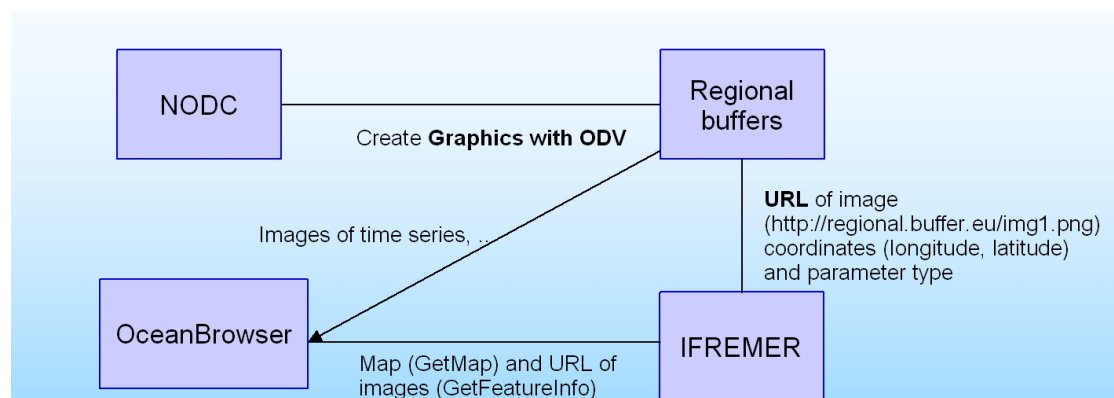 NODC
Regional
buffers
Create Graphics with ODV
URL of image
(http://regional.buffer.eu/img1.png)
coordinates (longitude, latitude)
and parameter type
Images of time series, ..
OceanBrowser
IFREMER
Map (GetMap) and URL of
images (GetFeatureInfo)